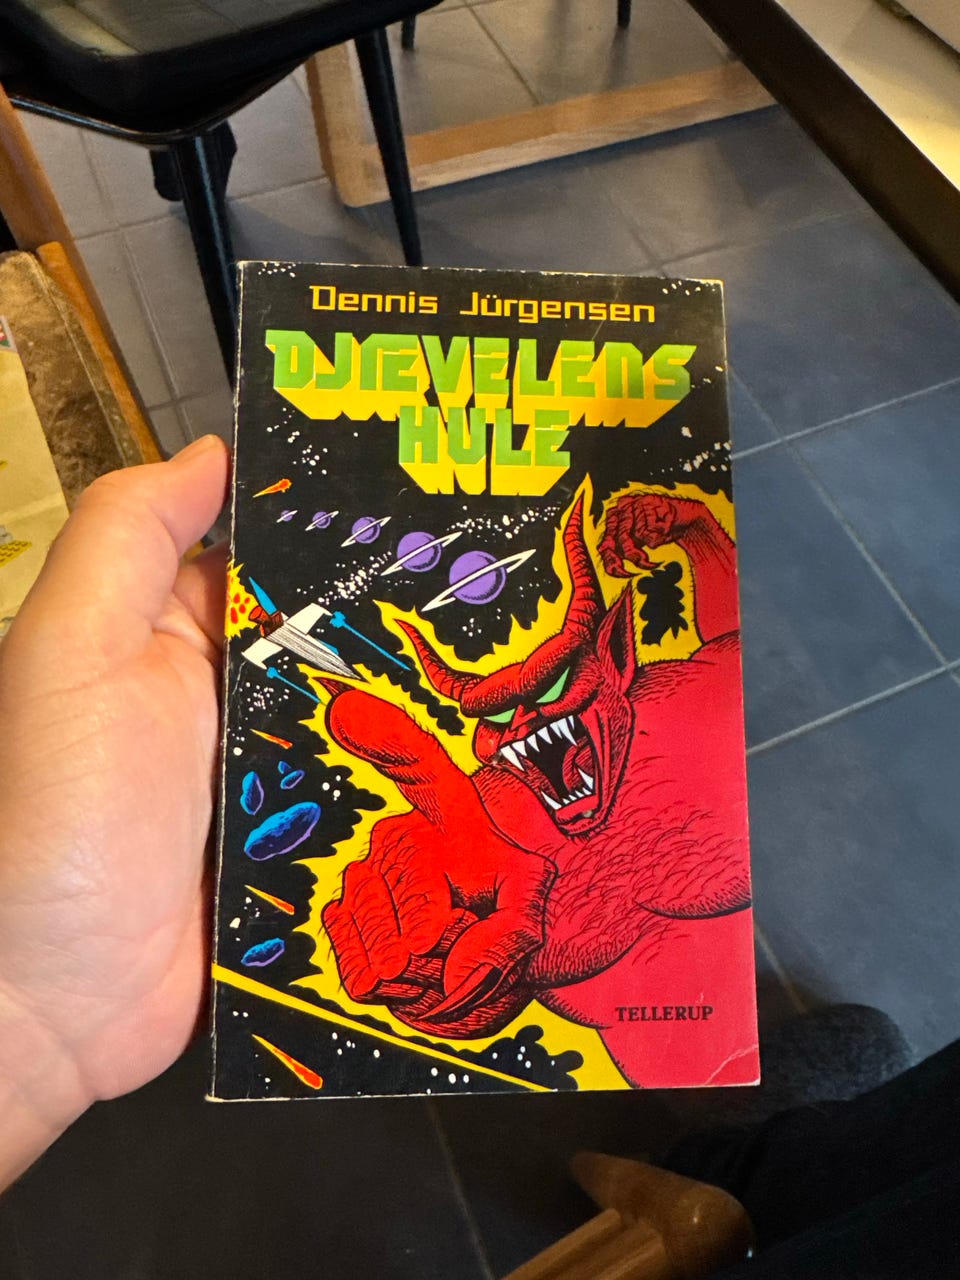 Dennis Jürgensen
DJÆVELENS
HULE
TELLERUP